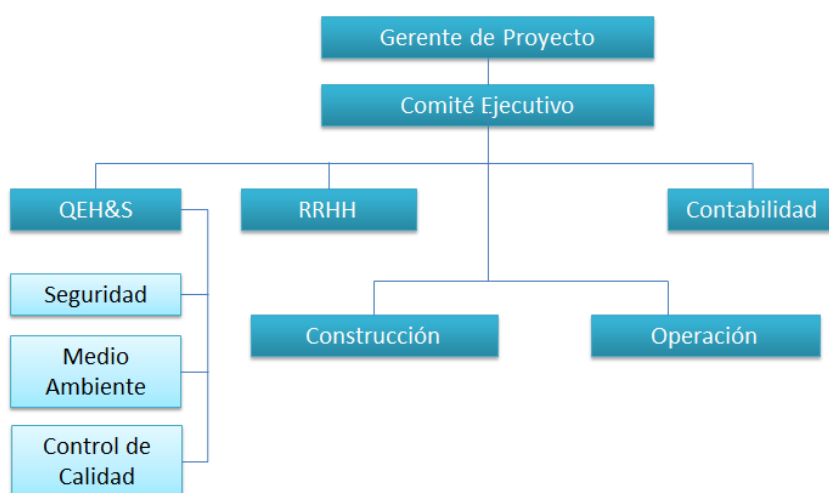 Gerente de Proyecto
Comité Ejecutivo
QEH&S
RRHH
Contabilidad
Seguridad
Construcción
Operación
Medio
Ambiente
Control de
Calidad